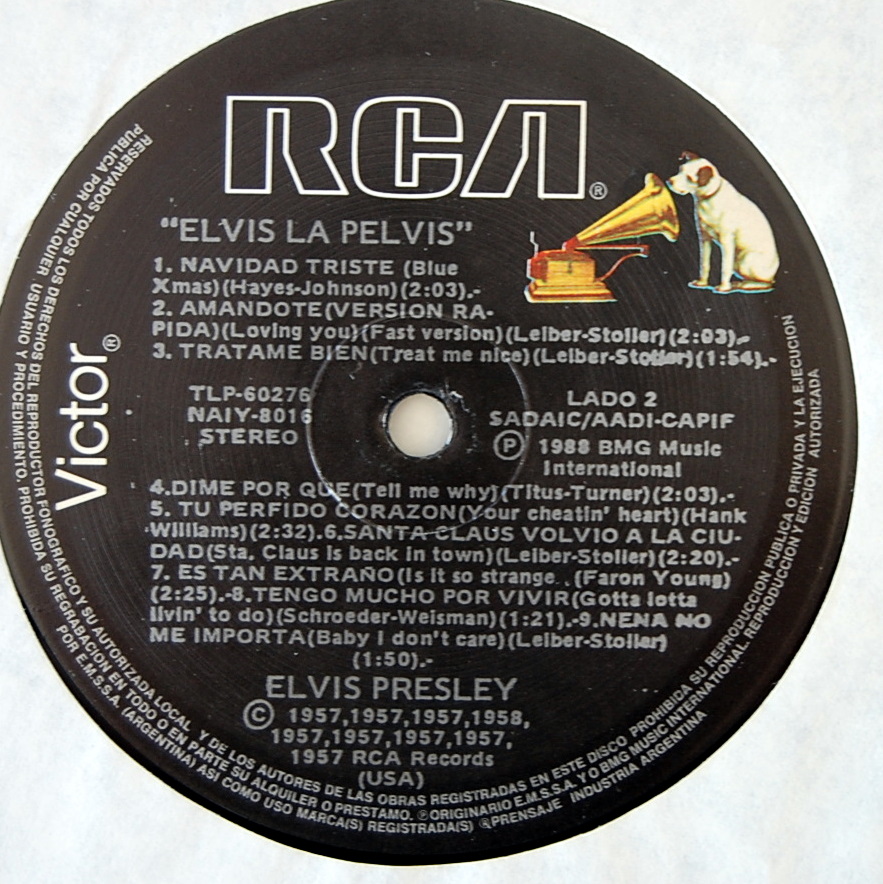 RCA®
"ELVIS LA PELVIS"
1. NAVIDAD TRISTE (Blue
Xmas)(Hayes-Johnson)(2:03).-
2. AMANDOTE(VERSION RA-
PIDA)(Loving you)(Fast version)(Leiber-Stoller)(2:03).-
3. TRATAME BIEN(Treat me nice)(Leiber-Stoller)(1:54).-
TLP-60276
NAIY-8016
STEREO
LADO 2
SADAIC/AADI-CAPIF
Ⓟ 1988 BMG Music
International
4.DIME POR QUE(Tell me why)(Titus-Turner)(2:03).-
5. TU PERFIDO CORAZON(Your cheatin' heart)(Hank
Williams)(2:32).6.SANTA CLAUS VOLVIO A LA CIU-
DAD(Sta. Claus is back in town)(Leiber-Stoller)(2:20).-
7. ES TAN EXTRAÑO(Is it so strange..(Faron Young)
(2:25).-8.TENGO MUCHO POR VIVIR(Gotta lotta
livin' to do)(Schroeder-Weisman)(1:21).-9.NENA NO
ME IMPORTA(Baby I don't care)(Leiber-Stoller)
(1:50).-
ELVIS PRESLEY
© 1957,1957,1957,1958,
1957,1957,1957,1957,
1957 RCA Records
(USA)
Victor®
RESERVADOS TODOS LOS DERECHOS DEL REPRODUCTOR FONOGRAFICO Y SU AUTORIZADA LOCAL Y DE LOS AUTORES DE LAS OBRAS REGISTRADAS EN ESTE DISCO. PROHIBIDA SU REPRODUCCION PUBLICA O PRIVADA Y LA EJECUCION
PUBLICA POR CUALQUIER USUARIO Y PROCEDIMIENTO. PROHIBIDA SU REGRABACION EN TODO O EN PARTE SU ALQUILER O PRESTAMO. ⓅORIGINARIO E.M.S.S.A. Y/O BMG MUSIC INTERNATIONAL. REPRODUCCION Y EDICION AUTORIZADA
POR E.M.S.S.A. (ARGENTINA) ASI COMO USO MARCA(S) REGISTRADA(S) ®PRENSAJE INDUSTRIA ARGENTINA